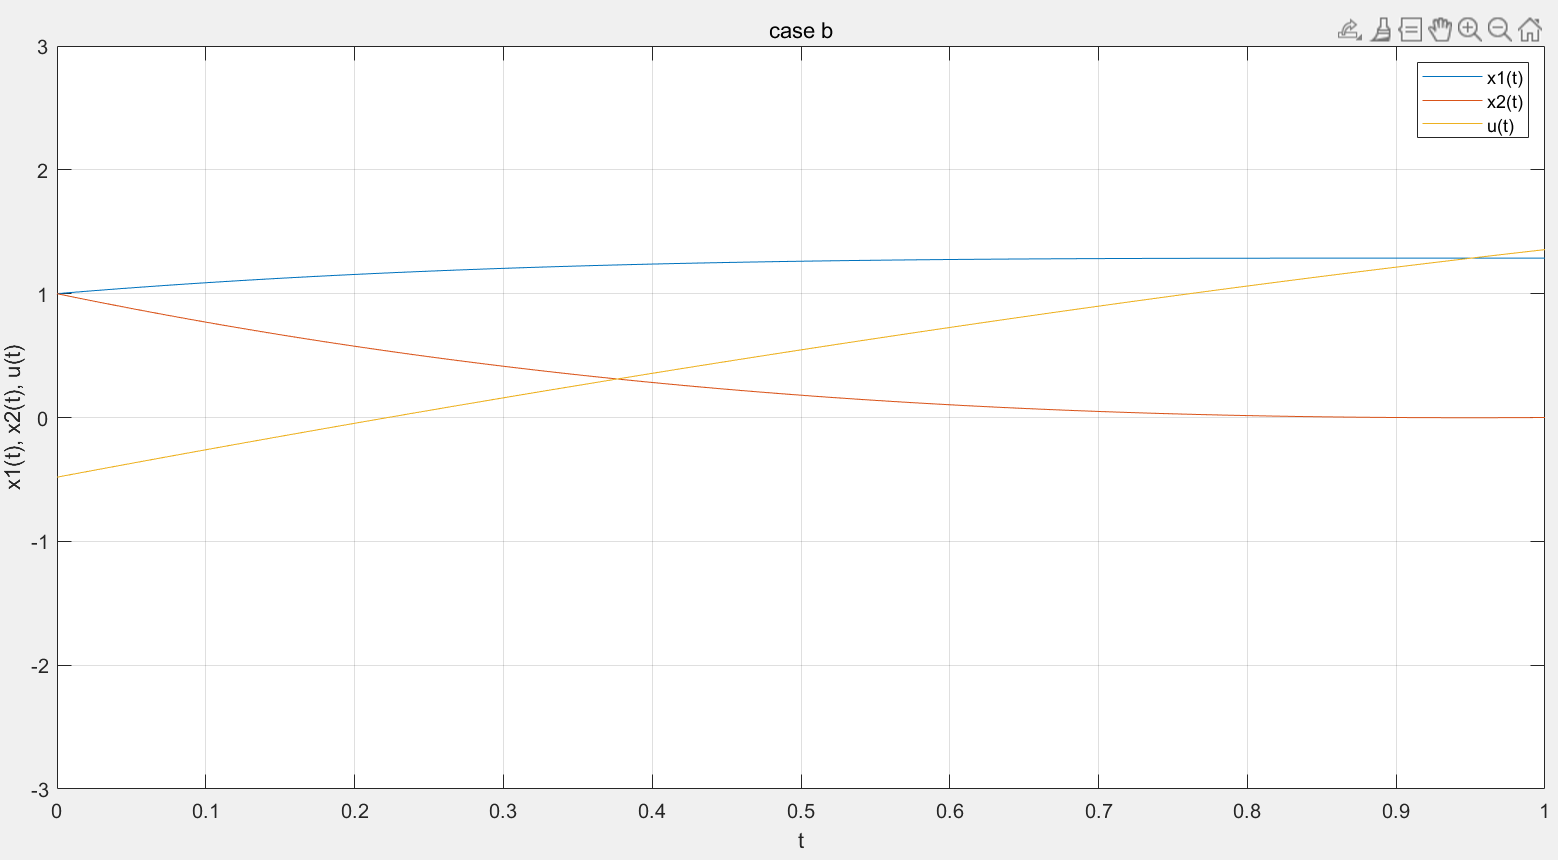 case b
x1(t)
x2(t)
u(t)
3
2
1
0
-1
-2
-3
x1(t), x2(t), u(t)
0 0.1 0.2 0.3 0.4 0.5 0.6 0.7 0.8 0.9 1
t